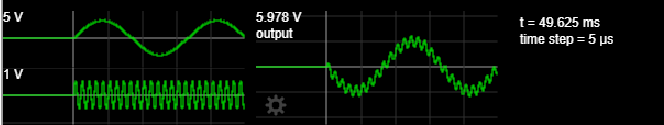 5 V
1 V
5.978 V
output
t = 49.625 ms
time step = 5 µs